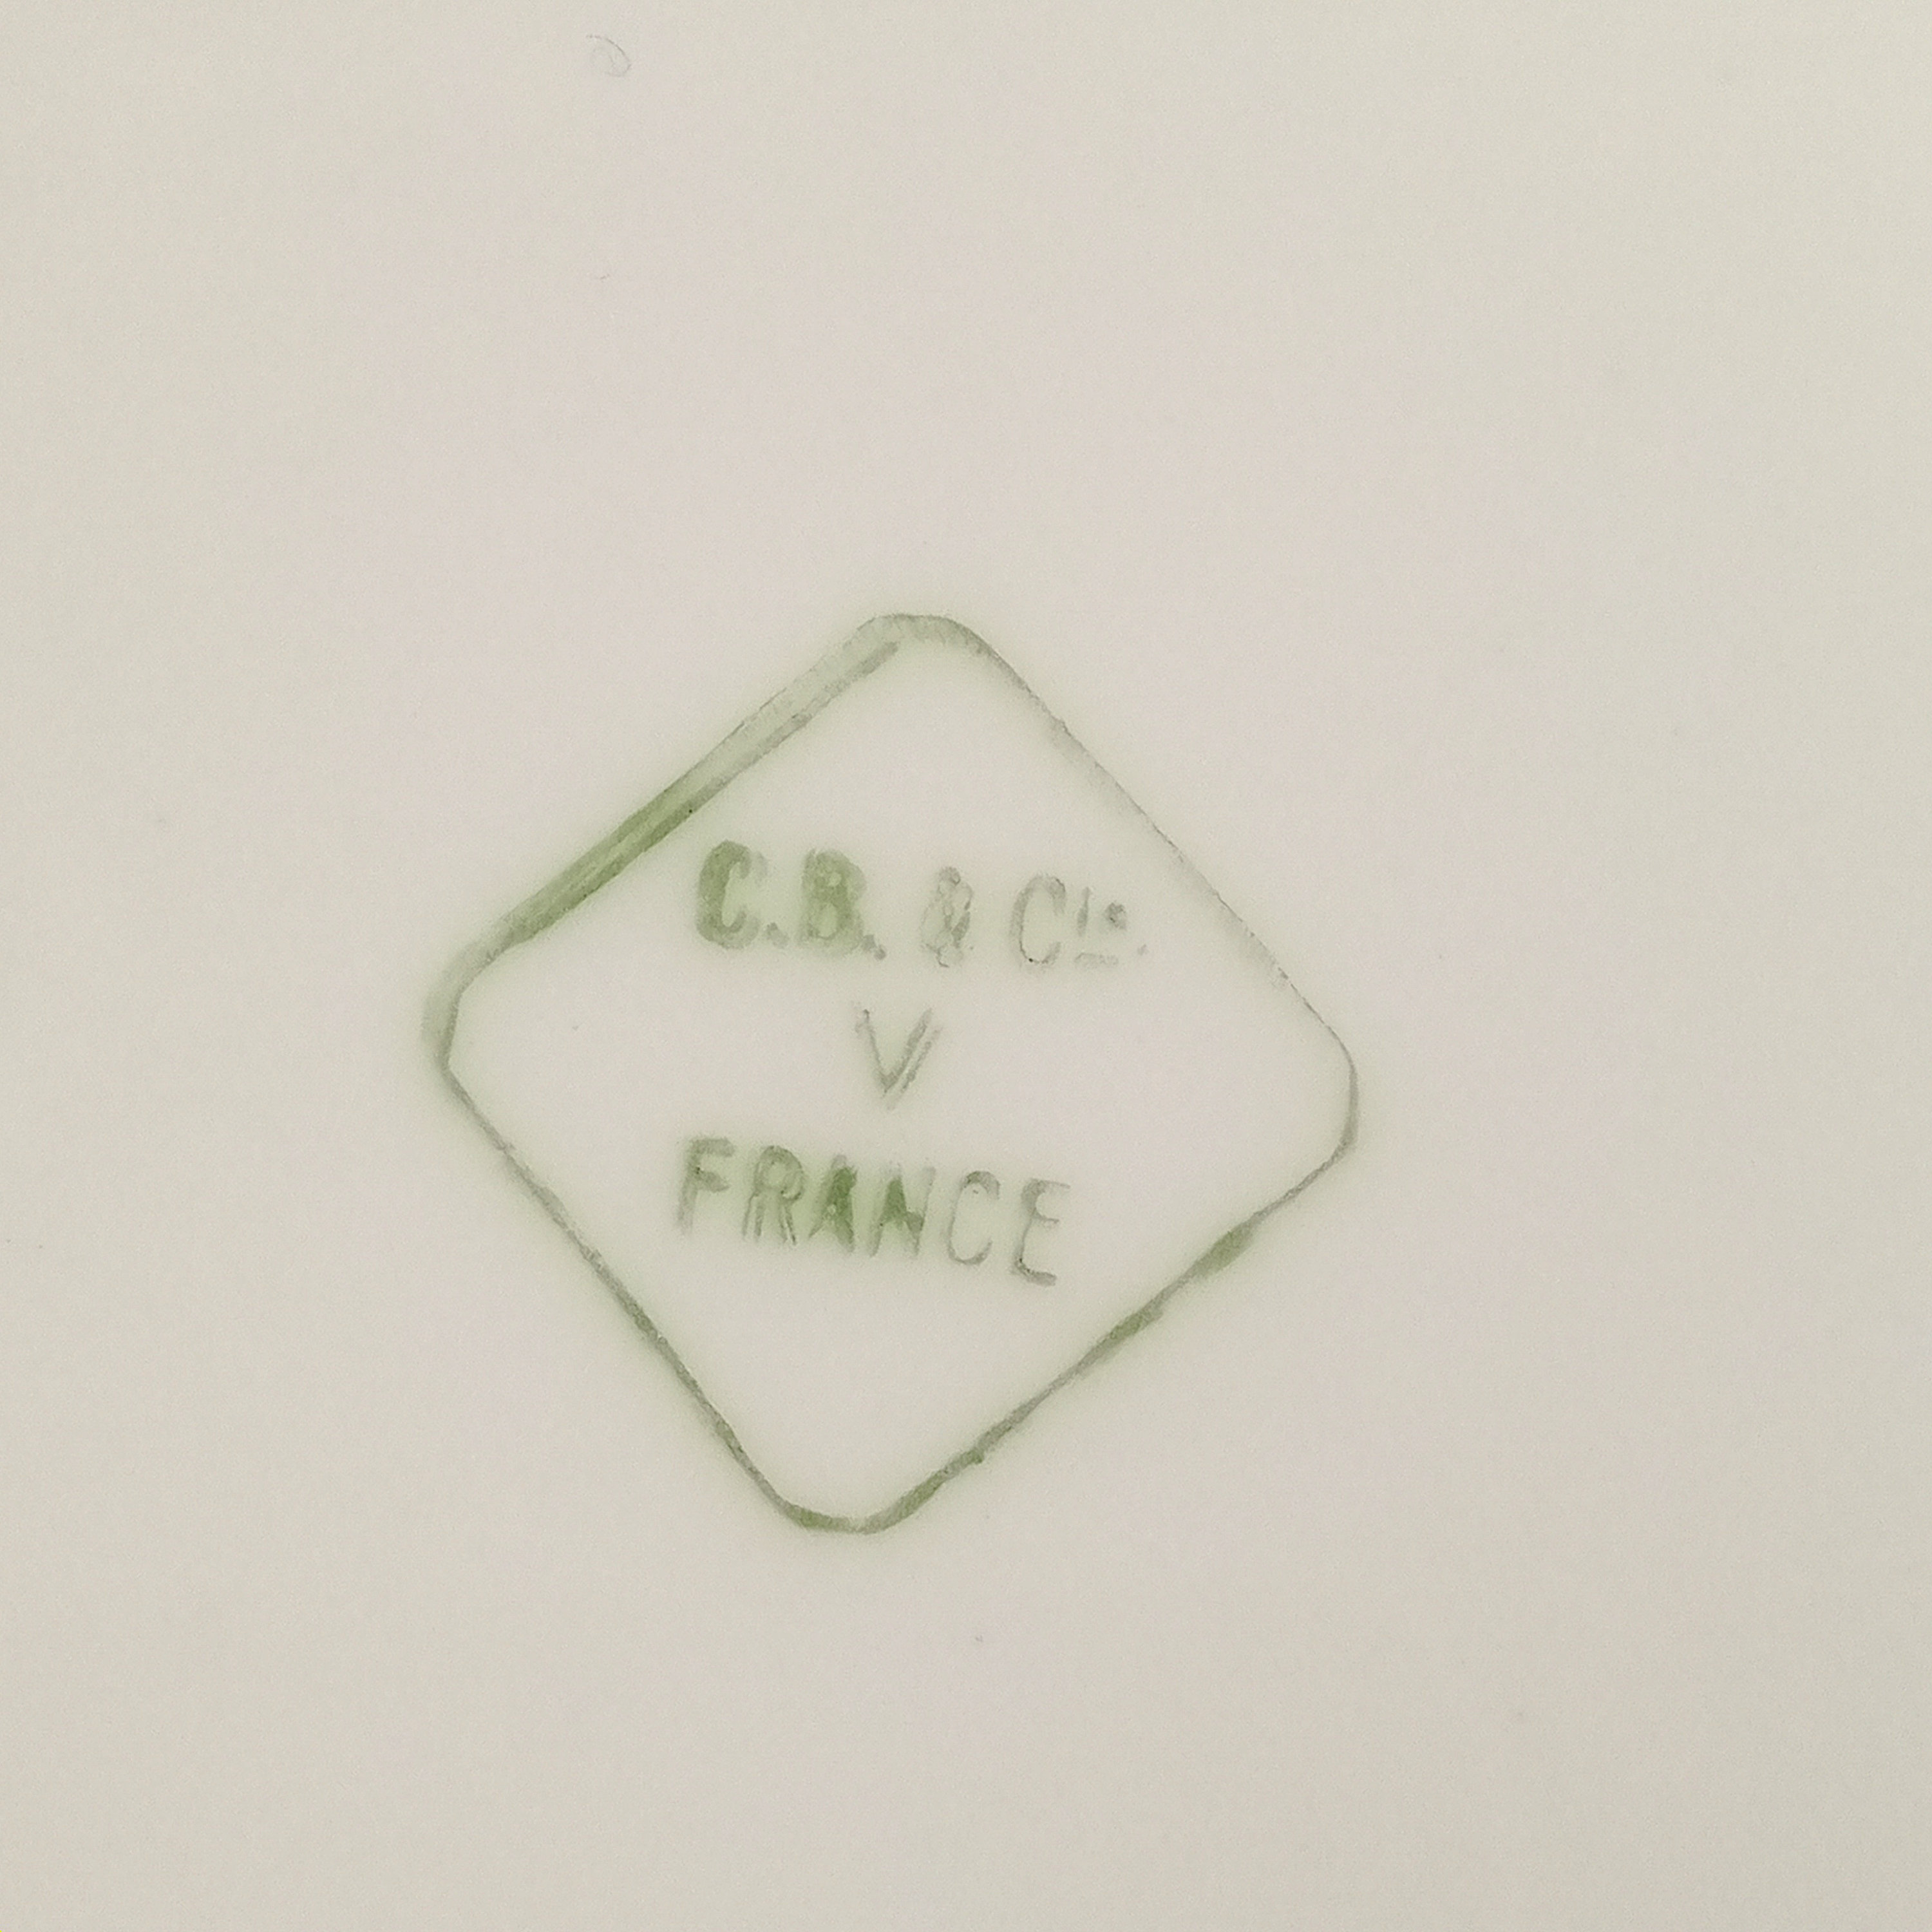 C.B. & Cie.
V
FRANCE